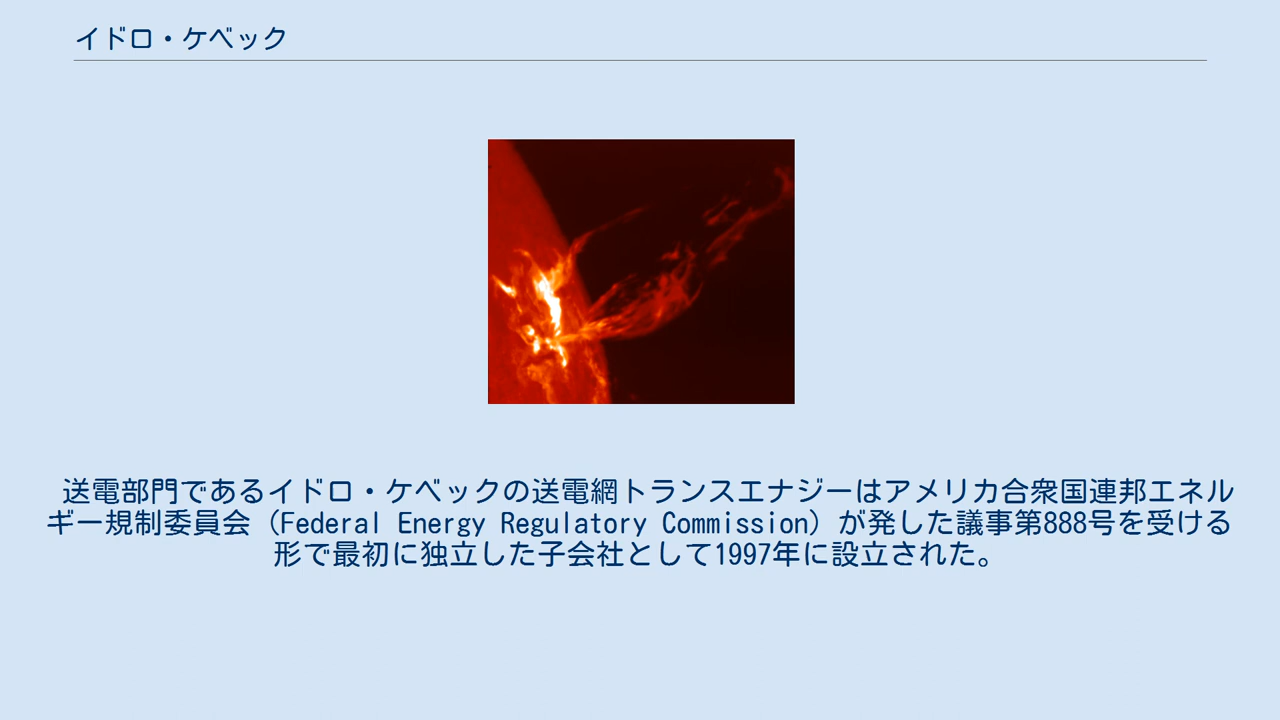 イドロ・ケベック
送電部門であるイドロ・ケベックの送電網トランスエナジーはアメリカ合衆国連邦エネル
ギー規制委員会（Federal Energy Regulatory Commission）が発した議事第888号を受ける
形で最初に独立した子会社として1997年に設立された。